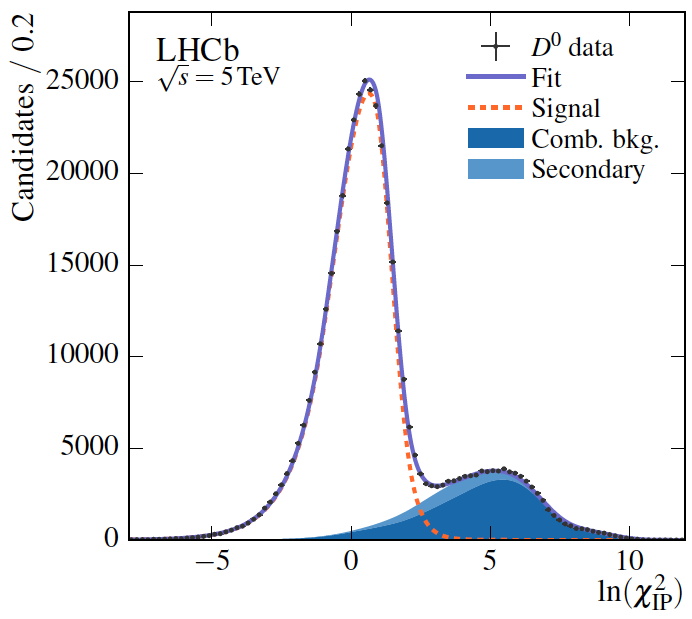 Candidates / 0.2
25000
20000
15000
10000
5000
0
LHCb
√s = 5 TeV
D⁰ data
Fit
Signal
Comb. bkg.
Secondary
−5 0 5 10
ln(χ²_IP)